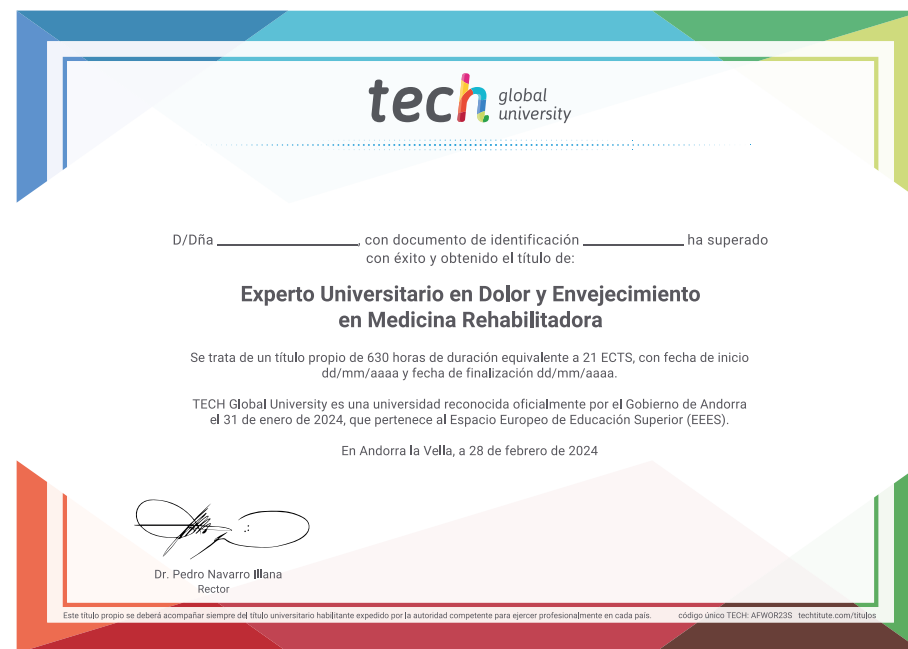 tech global
university
D/Dña ____________________, con documento de identificación ______________ ha superado
con éxito y obtenido el título de:
Experto Universitario en Dolor y Envejecimiento
en Medicina Rehabilitadora
Se trata de un título propio de 630 horas de duración equivalente a 21 ECTS, con fecha de inicio
dd/mm/aaaa y fecha de finalización dd/mm/aaaa.
TECH Global University es una universidad reconocida oficialmente por el Gobierno de Andorra
el 31 de enero de 2024, que pertenece al Espacio Europeo de Educación Superior (EEES).
En Andorra la Vella, a 28 de febrero de 2024
Dr. Pedro Navarro Illana
Rector
Este título propio se deberá acompañar siempre del título universitario habilitante expedido por la autoridad competente para ejercer profesionalmente en cada país. código único TECH: AFWOR23S techtitute.com/titulos